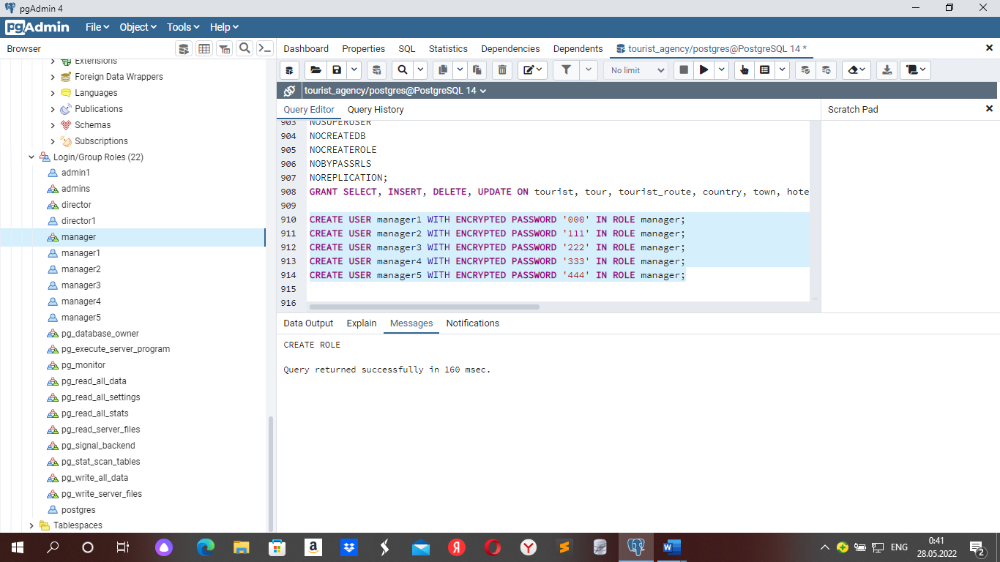 pgAdmin 4
pgAdmin File Object Tools Help
Browser
Dashboard Properties SQL Statistics Dependencies Dependents tourist_agency/postgres@PostgreSQL 14 *
No limit
tourist_agency/postgres@PostgreSQL 14
Query Editor Query History
Scratch Pad
Extensions
Foreign Data Wrappers
Languages
Publications
Schemas
Subscriptions
Login/Group Roles (22)
admin1
admins
director
director1
manager
manager1
manager2
manager3
manager4
manager5
pg_database_owner
pg_execute_server_program
pg_monitor
pg_read_all_data
pg_read_all_settings
pg_read_all_stats
pg_read_server_files
pg_signal_backend
pg_stat_scan_tables
pg_write_all_data
pg_write_server_files
postgres
Tablespaces
903 NOSUPERUSER
904 NOCREATEDB
905 NOCREATEROLE
906 NOBYPASSRLS
907 NOREPLICATION;
908 GRANT SELECT, INSERT, DELETE, UPDATE ON tourist, tour, tourist_route, country, town, hote
909
910 CREATE USER manager1 WITH ENCRYPTED PASSWORD '000' IN ROLE manager;
911 CREATE USER manager2 WITH ENCRYPTED PASSWORD '111' IN ROLE manager;
912 CREATE USER manager3 WITH ENCRYPTED PASSWORD '222' IN ROLE manager;
913 CREATE USER manager4 WITH ENCRYPTED PASSWORD '333' IN ROLE manager;
914 CREATE USER manager5 WITH ENCRYPTED PASSWORD '444' IN ROLE manager;
915
916
Data Output Explain Messages Notifications
CREATE ROLE
Query returned successfully in 160 msec.
ENG
0:41
28.05.2022
2